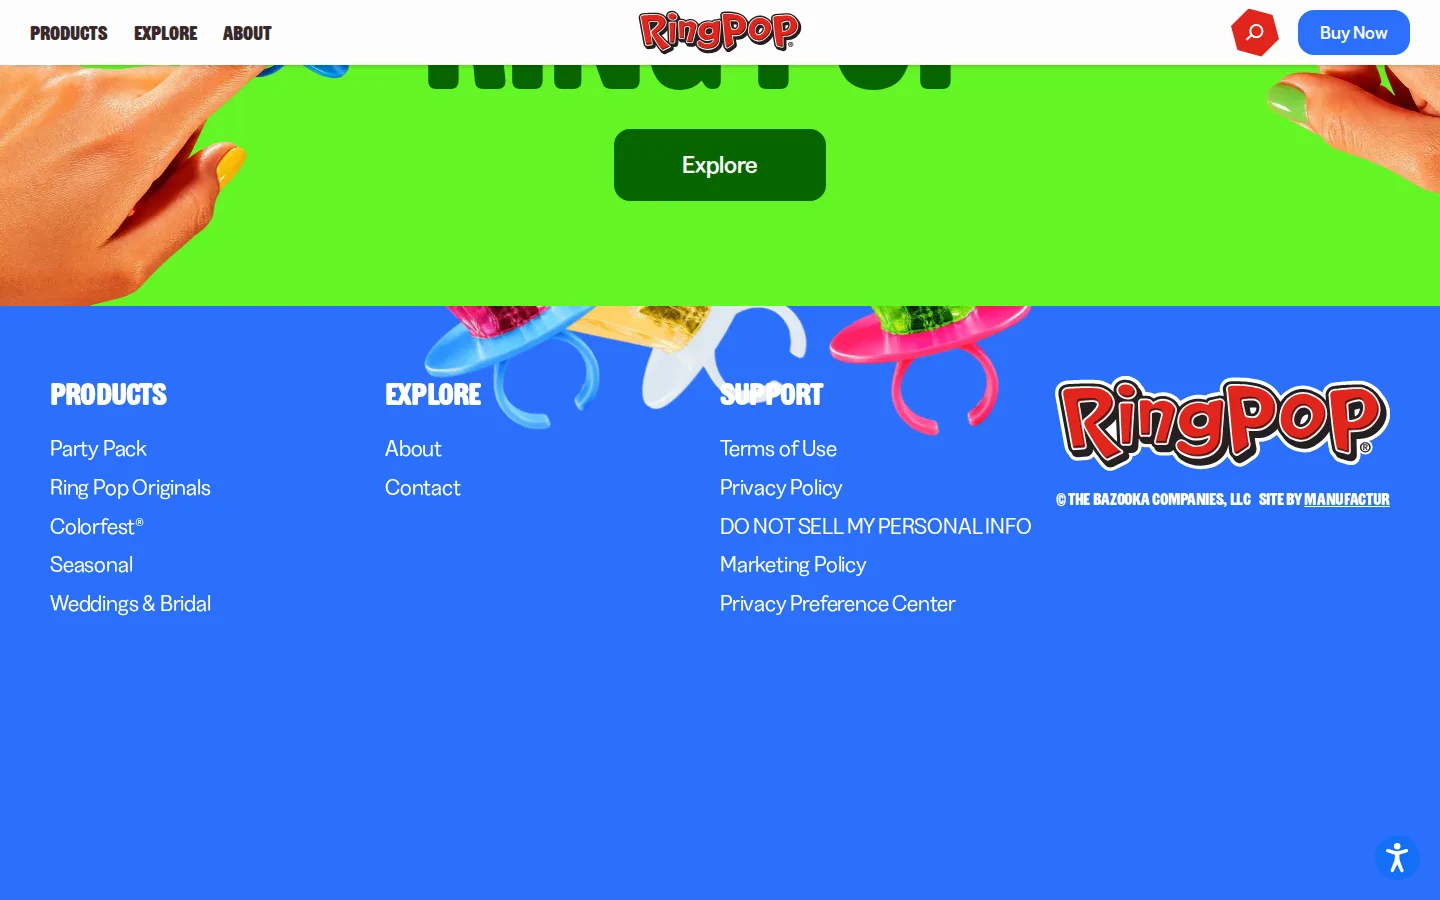 PRODUCTS EXPLORE ABOUT
RingPop®
Buy Now
RING POP
Explore
PRODUCTS
Party Pack
Ring Pop Originals
Colorfest®
Seasonal
Weddings & Bridal
EXPLORE
About
Contact
SUPPORT
Terms of Use
Privacy Policy
DO NOT SELL MY PERSONAL INFO
Marketing Policy
Privacy Preference Center
RingPop®
© THE BAZOOKA COMPANIES, LLC SITE BY MANUFACTUR